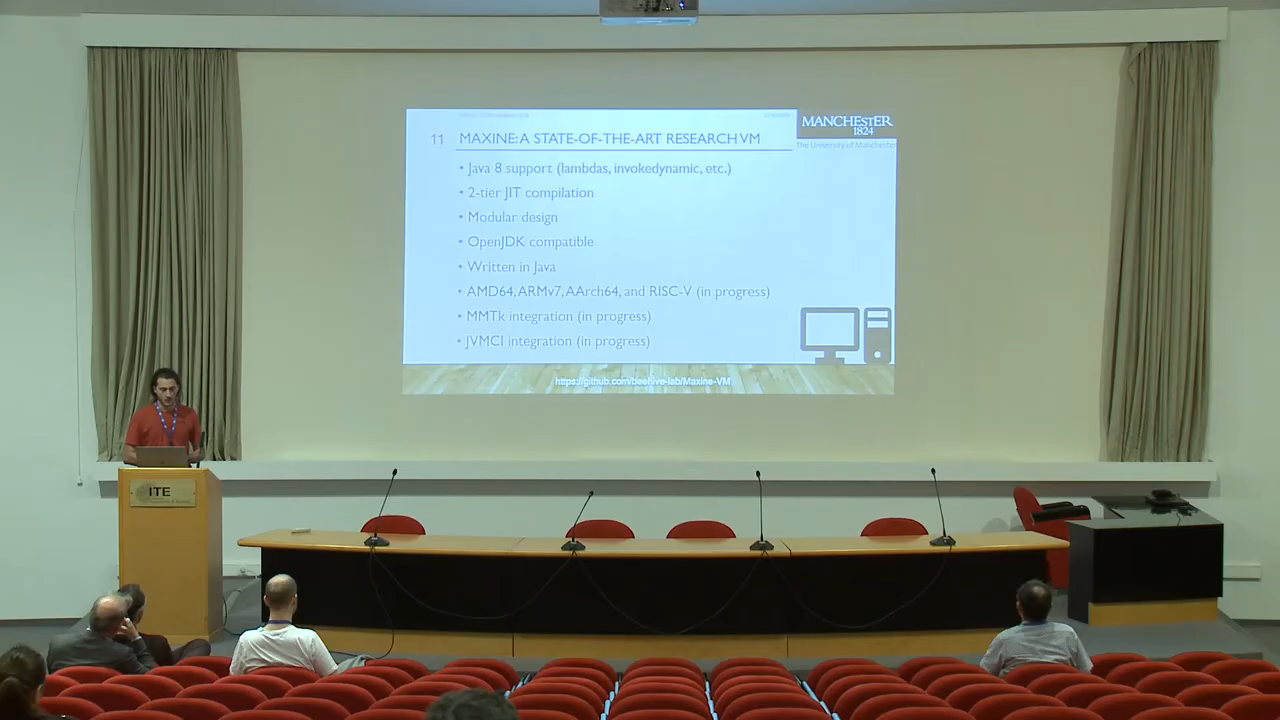 MANCHESTER
1824
The University of Manchester
11 MAXINE: A STATE-OF-THE-ART RESEARCH VM
• Java 8 support (lambdas, invokedynamic, etc.)
• 2-tier JIT compilation
• Modular design
• OpenJDK compatible
• Written in Java
• AMD64, ARMv7, AArch64, and RISC-V (in progress)
• MMTk integration (in progress)
• JVMCI integration (in progress)
https://github.com/beehive-lab/Maxine-VM
ITE